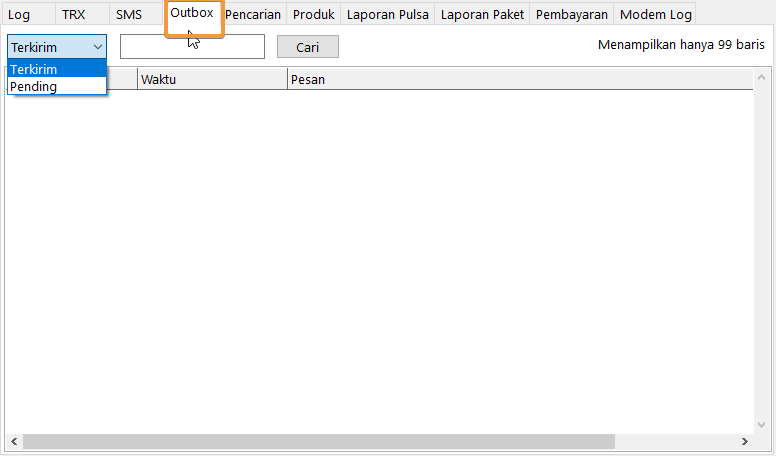 Log TRX SMS Outbox Pencarian Produk Laporan Pulsa Laporan Paket Pembayaran Modem Log
Terkirim Cari Menampilkan hanya 99 baris
Terkirim
Pending
Waktu Pesan